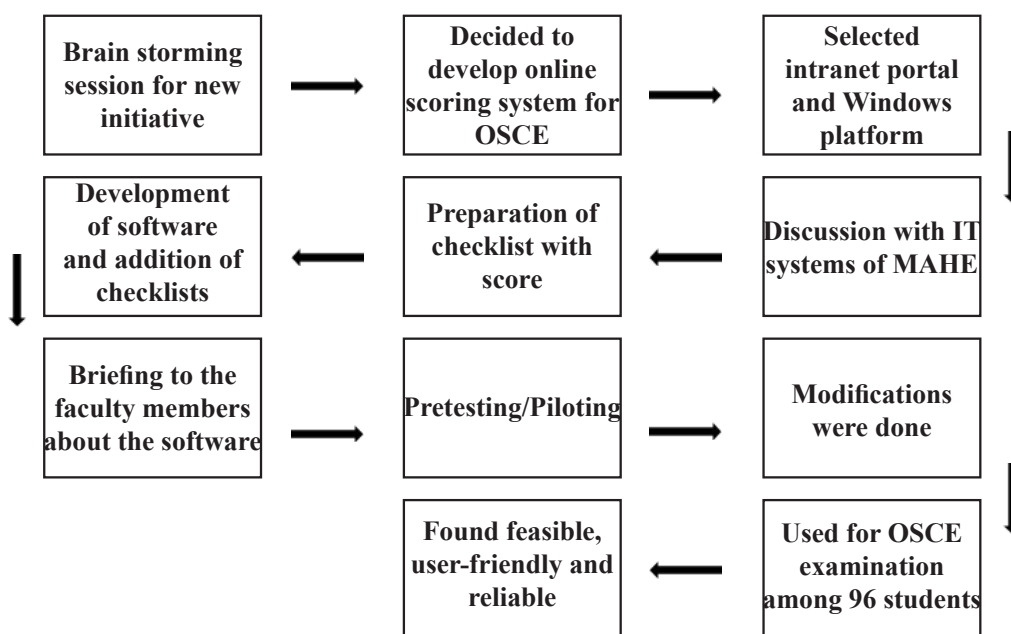 Brain storming
session for new
initiative
Decided to
develop online
scoring system for
OSCE
Selected
intranet portal
and Windows
platform
Discussion with IT
systems of MAHE
Preparation of
checklist with
score
Development
of software
and addition of
checklists
Briefing to the
faculty members
about the software
Pretesting/Piloting
Modifications
were done
Used for OSCE
examination
among 96 students
Found feasible,
user-friendly and
reliable